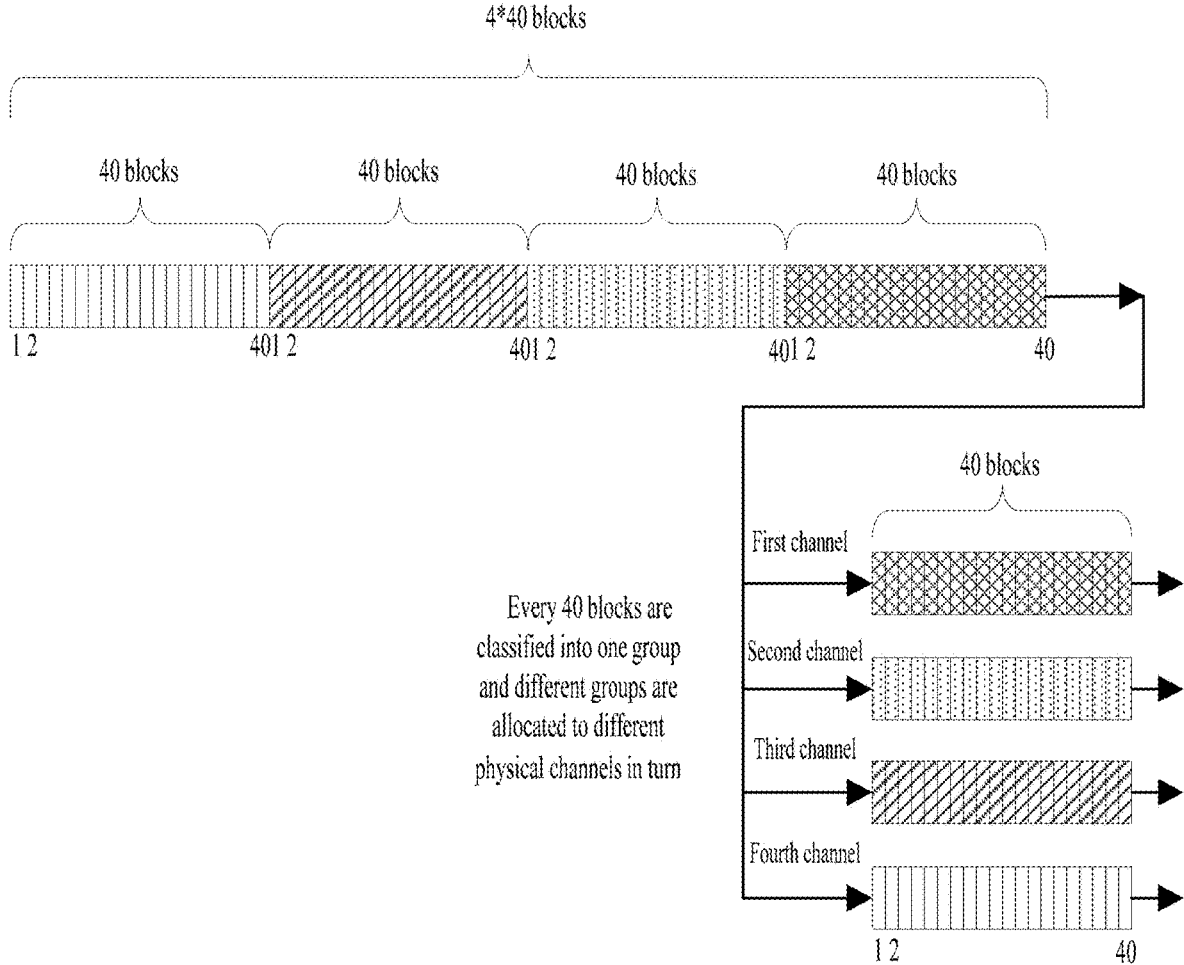 4*40 blocks
40 blocks 40 blocks 40 blocks 40 blocks
1 2 401 2 401 2 401 2 40
40 blocks
First channel
Every 40 blocks are
classified into one group
and different groups are
allocated to different
physical channels in turn
Second channel
Third channel
Fourth channel
1 2 40